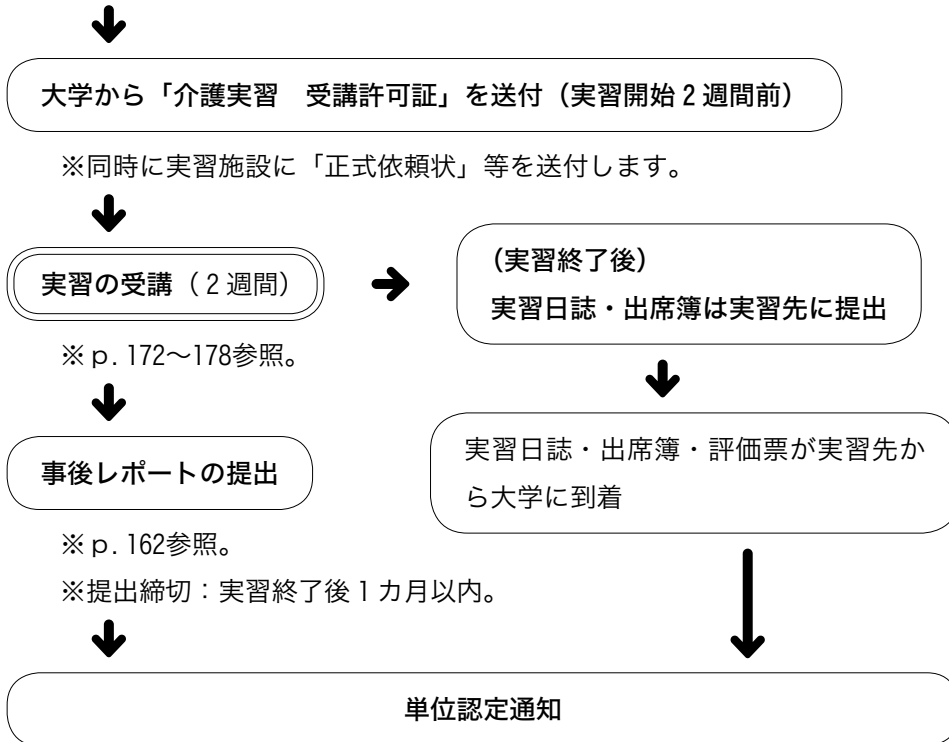 大学から「介護実習　受講許可証」を送付（実習開始２週間前）
※同時に実習施設に「正式依頼状」等を送付します。
実習の受講（２週間）
※ｐ.172～178参照。
（実習終了後）
実習日誌・出席簿は実習先に提出
実習日誌・出席簿・評価票が実習先か
ら大学に到着
事後レポートの提出
※ｐ.162参照。
※提出締切：実習終了後１カ月以内。
単位認定通知